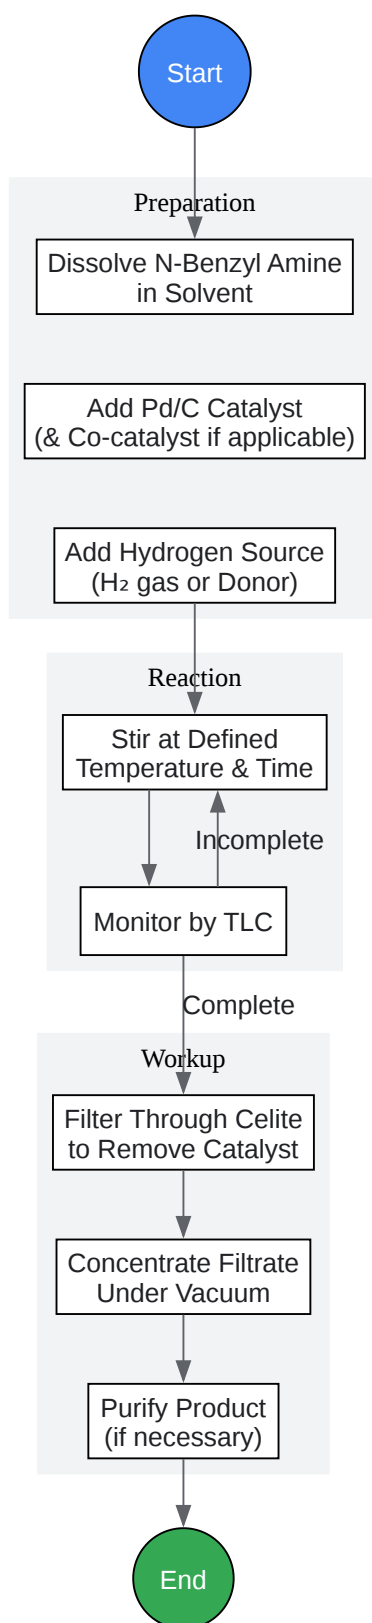 Start
Preparation
Dissolve N-Benzyl Amine
in Solvent
Add Pd/C Catalyst
(& Co-catalyst if applicable)
Add Hydrogen Source
(H₂ gas or Donor)
Reaction
Stir at Defined
Temperature & Time
Incomplete
Monitor by TLC
Complete
Workup
Filter Through Celite
to Remove Catalyst
Concentrate Filtrate
Under Vacuum
Purify Product
(if necessary)
End